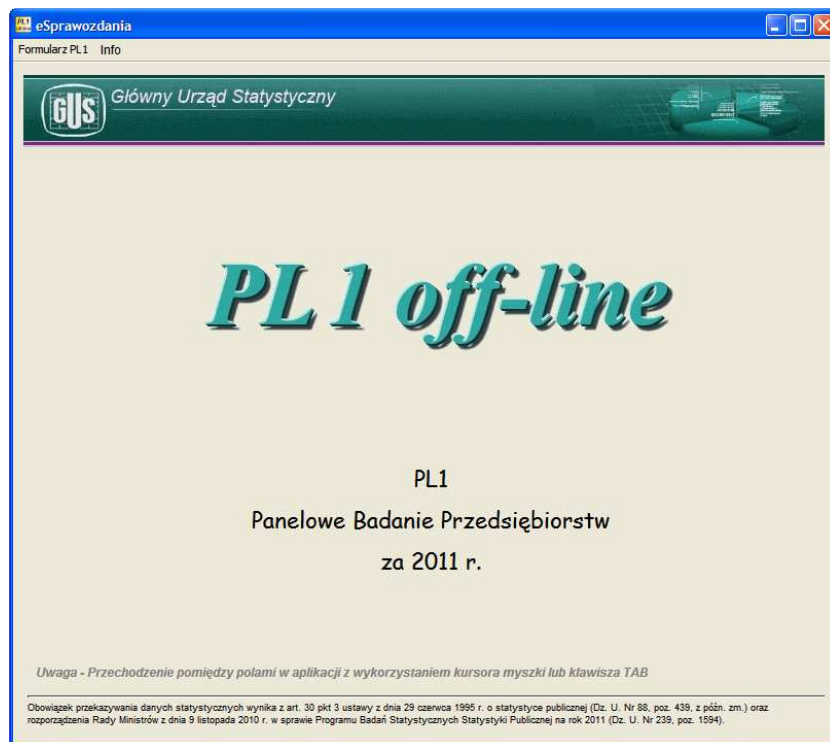 eSprawozdania
Formularz PL1 Info
GUS
Główny Urząd Statystyczny
PL 1 off-line
PL1
Panelowe Badanie Przedsiębiorstw
za 2011 r.
Uwaga - Przechodzenie pomiędzy polami w aplikacji z wykorzystaniem kursora myszki lub klawisza TAB
Obowiązek przekazywania danych statystycznych wynika z art. 30 pkt 3 ustawy z dnia 29 czerwca 1995 r. o statystyce publicznej (Dz. U. Nr 88, poz. 439, z późn. zm.) oraz
rozporządzenia Rady Ministrów z dnia 9 listopada 2010 r. w sprawie Programu Badań Statystycznych Statystyki Publicznej na rok 2011 (Dz. U. Nr 239, poz. 1594).